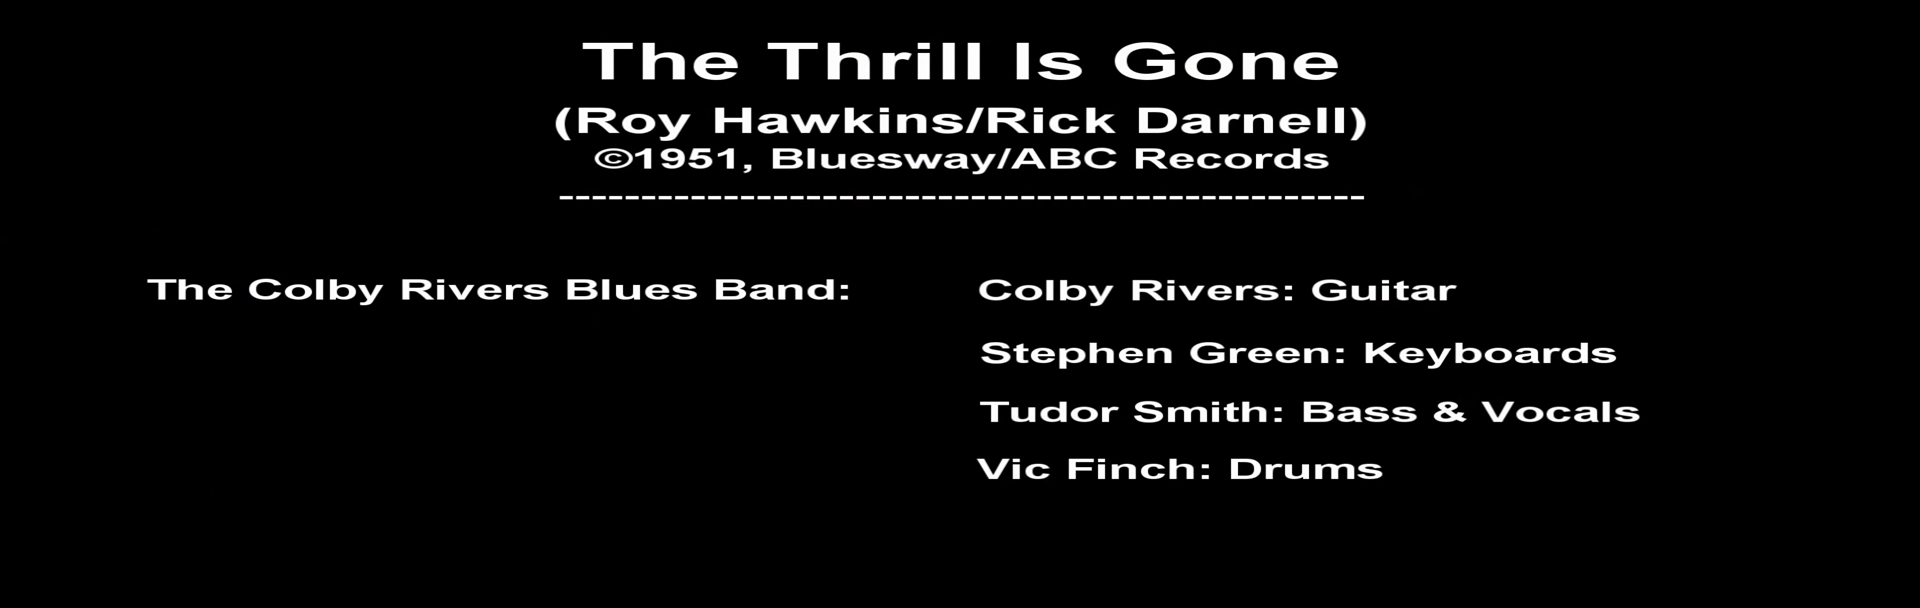 The Thrill Is Gone
(Roy Hawkins/Rick Darnell)
©1951, Bluesway/ABC Records
-------------------------------------------------
The Colby Rivers Blues Band: Colby Rivers: Guitar
Stephen Green: Keyboards
Tudor Smith: Bass & Vocals
Vic Finch: Drums